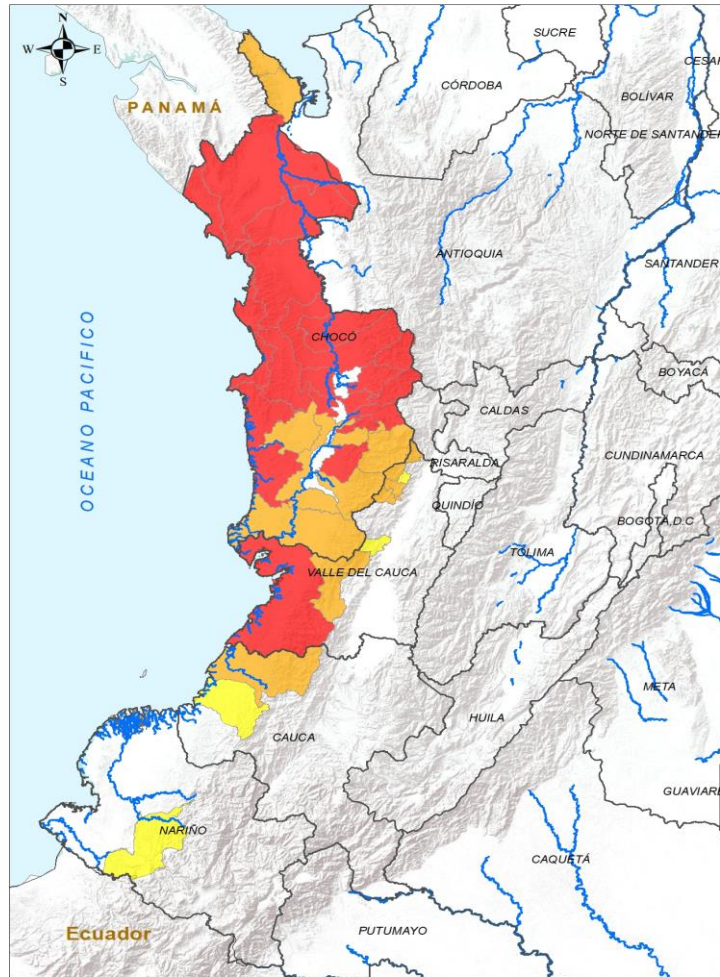 SUCRE
N
W E
S
CESAR
CÓRDOBA
BOLÍVAR
PANAMÁ
NORTE DE SANTANDER
ANTIOQUIA
SANTANDER
OCEANO PACIFICO
CHOCÓ
BOYACA
CALDAS
CUNDINAMARCA
RISARALDA
QUINDÍO
BOGOTÁ,D.C
TOLIMA
VALLE DEL CAUCA
META
HUILA
CAUCA
GUAVIARE
NARIÑO
CAQUETÁ
Ecuador
PUTUMAYO